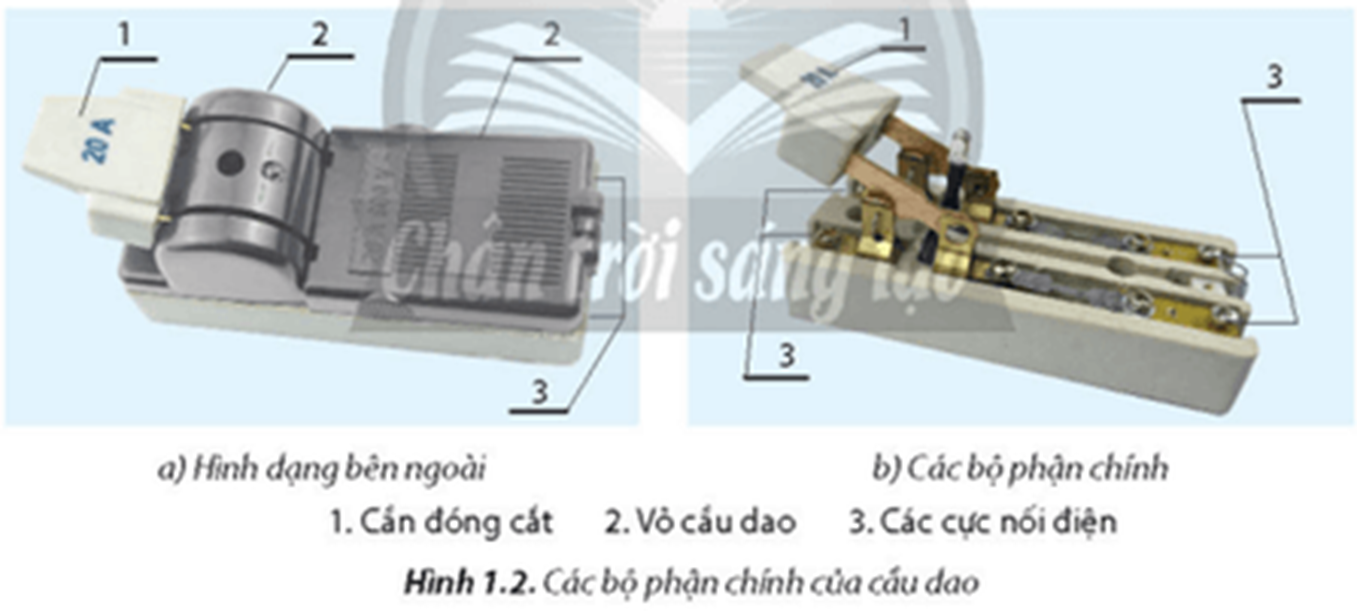 1
2
2
1
3
20 A
3
3
Chân trời sáng tạo
a) Hình dạng bên ngoài
b) Các bộ phận chính
1. Cần đóng cắt 2. Vỏ cầu dao 3. Các cực nối điện
Hình 1.2. Các bộ phận chính của cầu dao